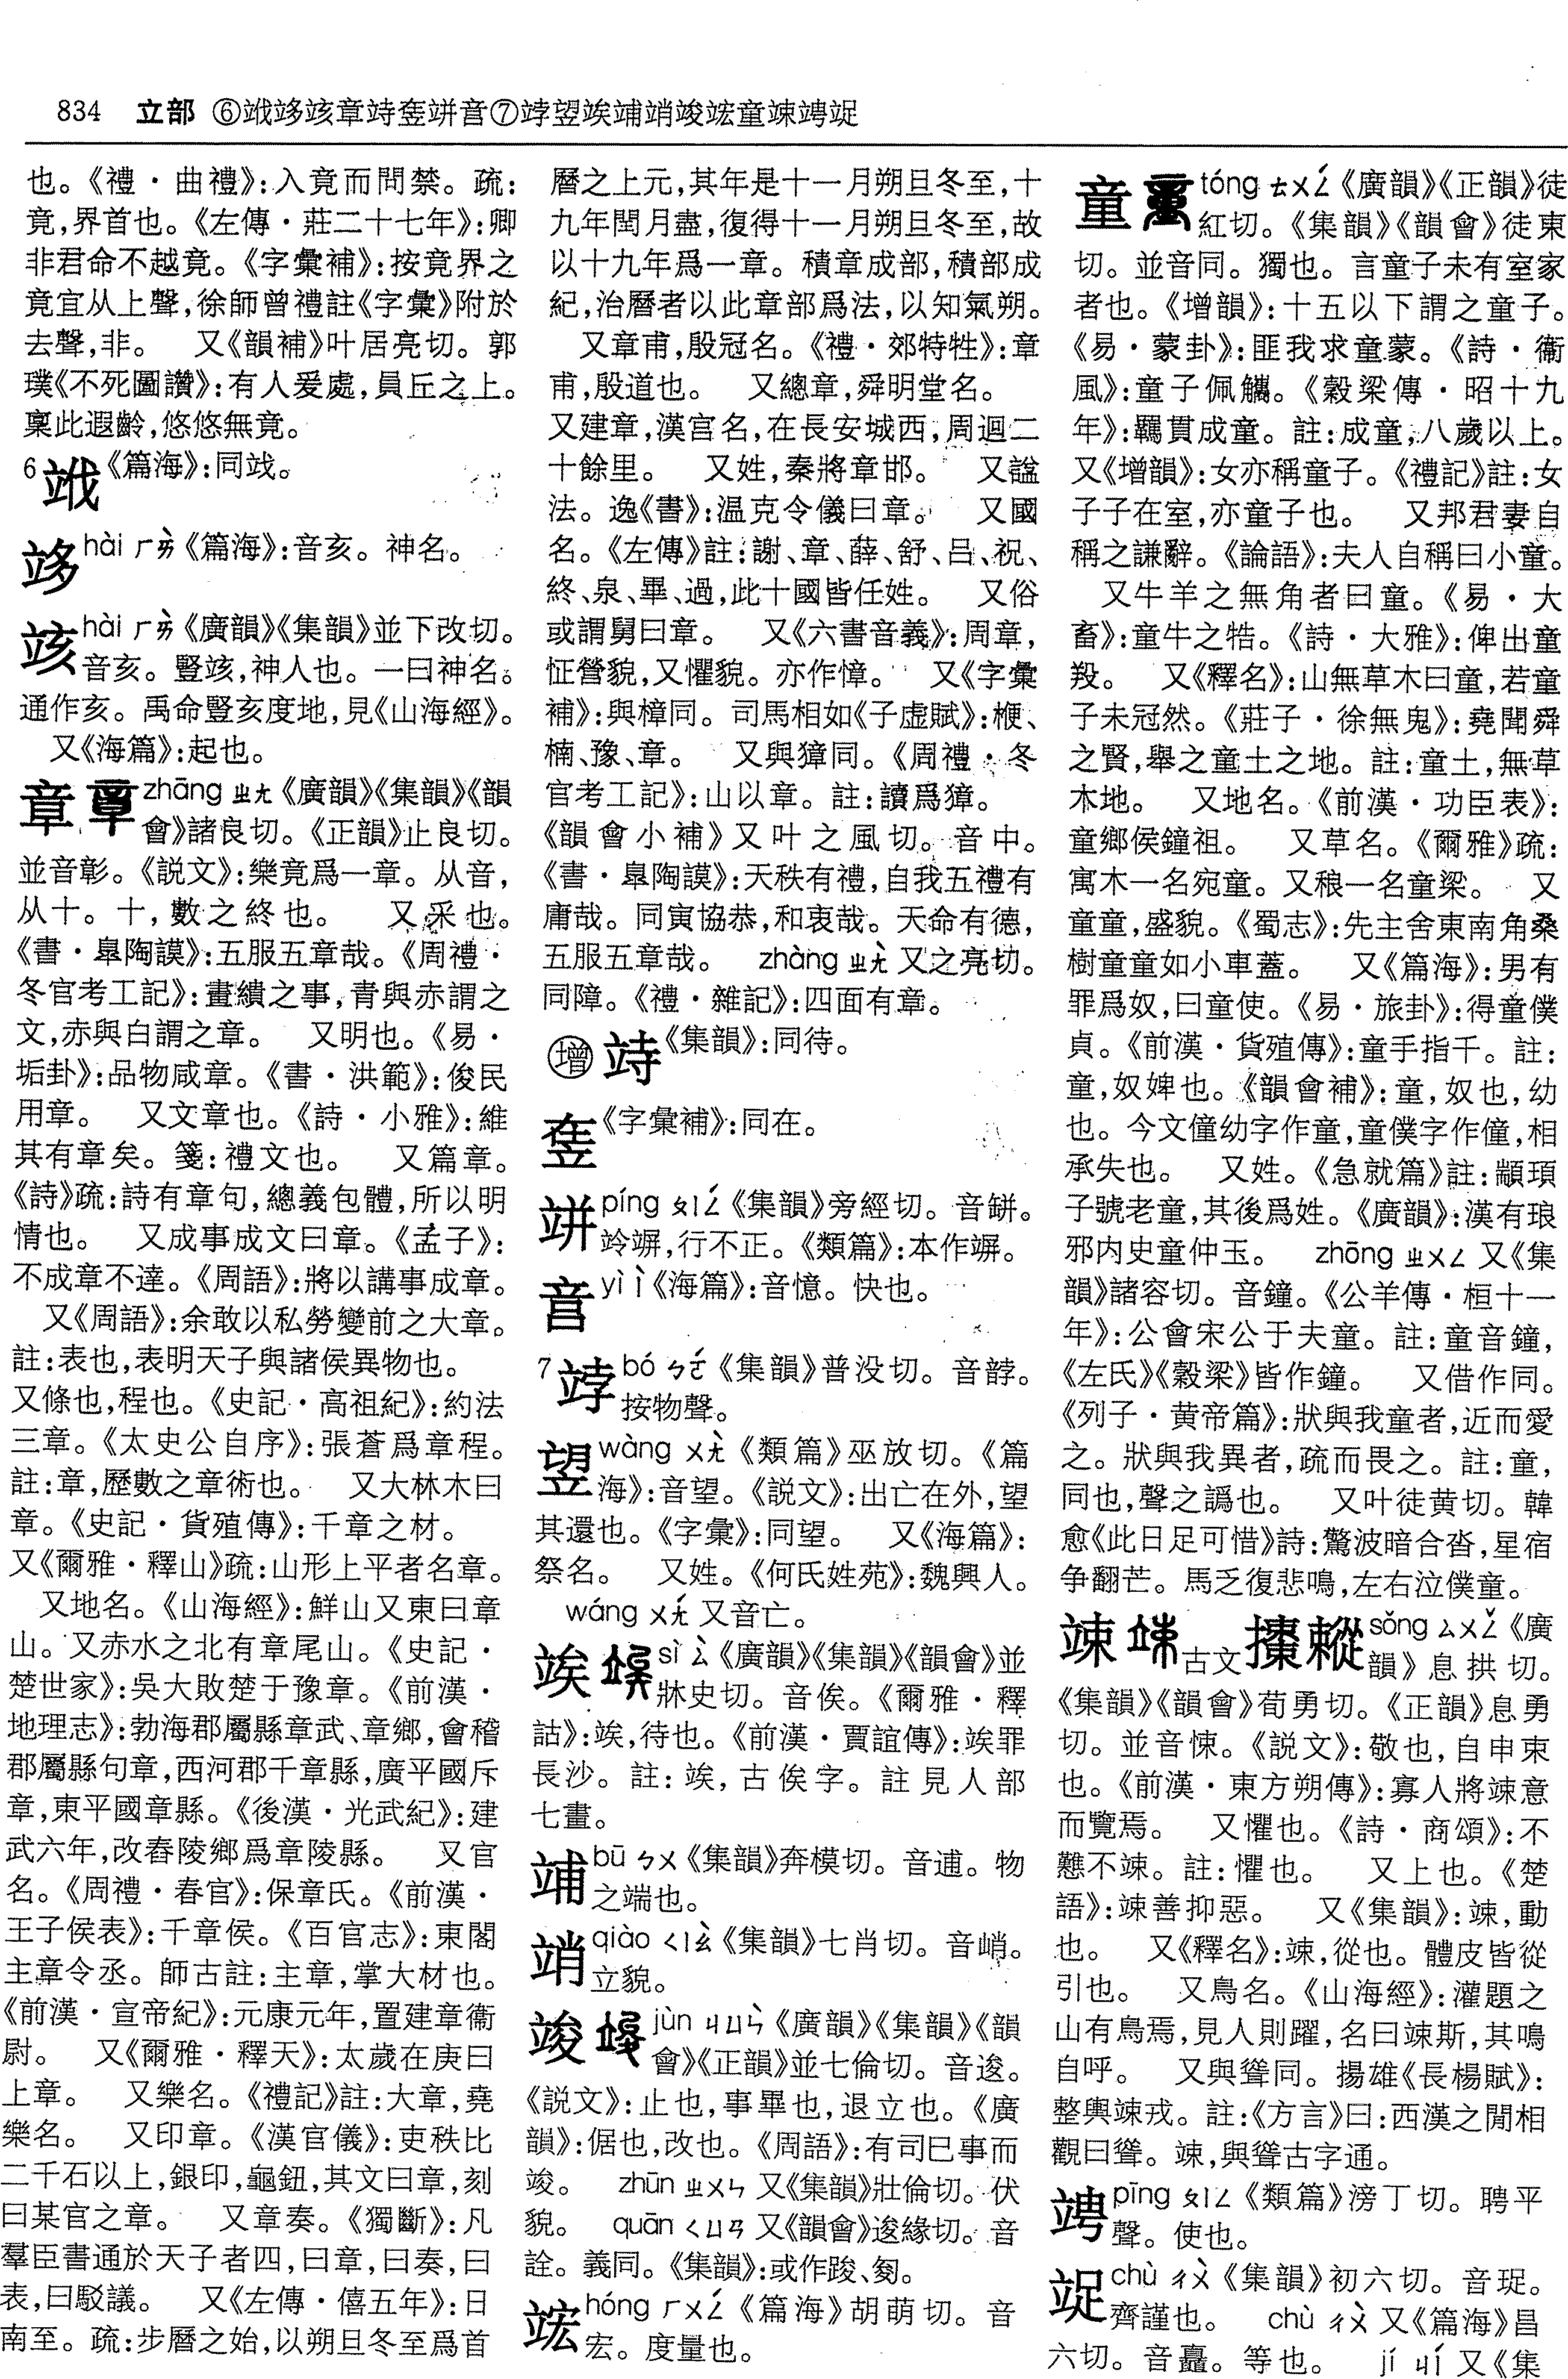 834 立部 ⑥竢竧竤章竍㚏竮音⑦竨朢竢䇏䇌竣竑童竦竮竌
也。《禮・曲禮》:入竟而問禁。疏:
竟,界首也。《左傳・莊二十七年》:卿
非君命不越竟。《字彙補》:按竟界之
竟宜从上聲,徐師曾禮註《字彙》附於
去聲,非。 又《韻補》叶居亮切。郭
璞《不死圖讚》:有人爰處,員丘之上。
稟此遐齡,悠悠無竟。
6 《篇海》:同
hài ㄏㄞˋ《篇海》:音亥。神名。
hài ㄏㄞˋ《廣韻》《集韻》並下改切。
音亥。豎竤,神人也。一曰神名。
通作亥。禹命豎亥度地,見《山海經》。
又《海篇》:起也。
章 zhāng ㄓㄤ《廣韻》《集韻》《韻
會》諸良切。《正韻》止良切。
並音彰。《説文》:樂竟爲一章。从音,
从十。十,數之終也。 又采也。
《書・臯陶謨》:五服五章哉。《周禮・
冬官考工記》:畫繢之事,青與赤謂之
文,赤與白謂之章。 又明也。《易・
垢卦》:品物咸章。《書・洪範》:俊民
用章。 又文章也。《詩・小雅》:維
其有章矣。箋:禮文也。 又篇章。
《詩》疏:詩有章句,總義包體,所以明
情也。 又成事成文曰章。《孟子》:
不成章不達。《周語》:將以講事成章。
又《周語》:余敢以私勞變前之大章。
註:表也,表明天子與諸侯異物也。
又條也,程也。《史記・高祖紀》:約法
三章。《太史公自序》:張蒼爲章程。
註:章,歷數之章術也。 又大林木曰
章。《史記・貨殖傳》:千章之材。
又《爾雅・釋山》疏:山形上平者名章。
又地名。《山海經》:鮮山又東曰章
山。又赤水之北有章尾山。《史記・
楚世家》:吳大敗楚于豫章。《前漢・
地理志》:勃海郡屬縣章武、章鄉,會稽
郡屬縣句章,西河郡千章縣,廣平國斥
章,東平國章縣。《後漢・光武紀》:建
武六年,改舂陵鄉爲章陵縣。 又官
名。《周禮・春官》:保章氏。《前漢・
王子侯表》:千章侯。《百官志》:東閣
主章令丞。師古註:主章,掌大材也。
《前漢・宣帝紀》:元康元年,置建章衞
尉。 又《爾雅・釋天》:太歲在庚曰
上章。 又樂名。《禮記》註:大章,堯
樂名。 又印章。《漢官儀》:吏秩比
二千石以上,銀印,龜鈕,其文曰章,刻
曰某官之章。 又章奏。《獨斷》:凡
羣臣書通於天子者四,曰章,曰奏,曰
表,曰駁議。 又《左傳・僖五年》:日
南至。疏:步曆之始,以朔旦冬至爲首
曆之上元,其年是十一月朔旦冬至,十
九年閏月盡,復得十一月朔旦冬至,故
以十九年爲一章。積章成部,積部成
紀,治曆者以此章部爲法,以知氣朔。
又章甫,殷冠名。《禮・郊特牲》:章
甫,殷道也。 又總章,舜明堂名。
又建章,漢宫名,在長安城西,周迴二
十餘里。 又姓,秦將章邯。 又諡
法。逸《書》:温克令儀曰章。 又國
名。《左傳》註:謝、章、薛、舒、吕、祝、
終、泉、畢、過,此十國皆任姓。 又俗
或謂舅曰章。 又《六書音義》:周章,
怔營貌,又懼貌。亦作慞。 又《字彙
補》:與樟同。司馬相如《子虚賦》:楩、
楠、豫、章。 又與獐同。《周禮・冬
官考工記》:山以章。註:讀爲獐。
《韻會小補》又叶之風切。音中。
《書・臯陶謨》:天秩有禮,自我五禮有
庸哉。同寅協恭,和衷哉。天命有德,
五服五章哉。 zhàng ㄓㄤˋ又之亮切。
同障。《禮・雜記》:四面有章。
增 《集韻》:同待。
《字彙補》:同在。
竮 píng ㄆㄧㄥˊ《集韻》旁經切。音缾。
竛竮,行不正。《類篇》:本作竮。
yì ㄧˋ《海篇》:音憶。快也。
7 bó ㄅㄛˊ《集韻》普没切。音誖。
按物聲。
wàng ㄨㄤˋ《類篇》巫放切。《篇
海》:音望。《説文》:出亡在外,望
其還也。《字彙》:同望。 又《海篇》:
祭名。 又姓。《何氏姓苑》:魏興人。
wáng ㄨㄤˊ又音亡。
竢 sì ㄙˋ《廣韻》《集韻》《韻會》並
牀史切。音俟。《爾雅・釋
詁》:竢,待也。《前漢・賈誼傳》:竢罪
長沙。註:竢,古俟字。註見人部
七畫。
bū ㄅㄨ《集韻》奔模切。音逋。物
之端也。
qiào ㄑㄧㄠˋ《集韻》七肖切。音峭。
立貌。
竣 jùn ㄐㄩㄣˋ《廣韻》《集韻》《韻
會》《正韻》並七倫切。音逡。
《説文》:止也,事畢也,退立也。《廣
韻》:倨也,改也。《周語》:有司已事而
竣。 zhūn ㄓㄨㄣ又《集韻》壯倫切。伏
貌。 quān ㄑㄩㄢ又《韻會》逡緣切。音
詮。義同。《集韻》:或作踆、㕙。
竑 hóng ㄏㄨㄥˊ《篇海》胡萌切。音
宏。度量也。
童 tóng ㄊㄨㄥˊ《廣韻》《正韻》徒
紅切。《集韻》《韻會》徒東
切。並音同。獨也。言童子未有室家
者也。《增韻》:十五以下謂之童子。
《易・蒙卦》:匪我求童蒙。《詩・衞
風》:童子佩觿。《穀梁傳・昭十九
年》:羈貫成童。註:成童,八歲以上。
又《增韻》:女亦稱童子。《禮記》註:女
子子在室,亦童子也。 又邦君妻自
稱之謙辭。《論語》:夫人自稱曰小童。
又牛羊之無角者曰童。《易・大
畜》:童牛之牿。《詩・大雅》:俾出童
羖。 又《釋名》:山無草木曰童,若童
子未冠然。《莊子・徐無鬼》:堯聞舜
之賢,舉之童土之地。註:童土,無草
木地。 又地名。《前漢・功臣表》:
童鄉侯鐘祖。 又草名。《爾雅》疏:
寓木一名宛童。又稂一名童梁。 又
童童,盛貌。《蜀志》:先主舍東南角桑
樹童童如小車蓋。 又《篇海》:男有
罪爲奴,曰童使。《易・旅卦》:得童僕
貞。《前漢・貨殖傳》:童手指千。註:
童,奴婢也。《韻會補》:童,奴也,幼
也。今文僮幼字作童,童僕字作僮,相
承失也。 又姓。《急就篇》註:顓頊
子號老童,其後爲姓。《廣韻》:漢有琅
邪内史童仲玉。 zhōng ㄓㄨㄥ又《集
韻》諸容切。音鐘。《公羊傳・桓十一
年》:公會宋公于夫童。註:童音鐘,
《左氏》《穀梁》皆作鐘。 又借作同。
《列子・黄帝篇》:狀與我童者,近而愛
之。狀與我異者,疏而畏之。註:童,
同也,聲之譌也。 又叶徒黄切。韓
愈《此日足可惜》詩:驚波暗合沓,星宿
争翻芒。馬乏復悲鳴,左右泣僕童。
竦 古文 sǒng ㄙㄨㄥˇ《廣
韻》息拱切。
《集韻》《韻會》荀勇切。《正韻》息勇
切。並音悚。《説文》:敬也,自申束
也。《前漢・東方朔傳》:寡人將竦意
而覽焉。 又懼也。《詩・商頌》:不
戁不竦。註:懼也。 又上也。《楚
語》:竦善抑惡。 又《集韻》:竦,動
也。 又《釋名》:竦,從也。體皮皆從
引也。 又鳥名。《山海經》:灌題之
山有鳥焉,見人則躍,名曰竦斯,其鳴
自呼。 又與聳同。揚雄《長楊賦》:
整輿竦戎。註:《方言》曰:西漢之閒相
觀曰聳。竦,與聳古字通。
pīng ㄆㄧㄥ《類篇》滂丁切。聘平
聲。使也。
chù ㄔㄨˋ《集韻》初六切。音珿。
齊謹也。 chù ㄔㄨˋ又《篇海》昌
六切。音矗。等也。 jí ㄐㄧˊ又《集